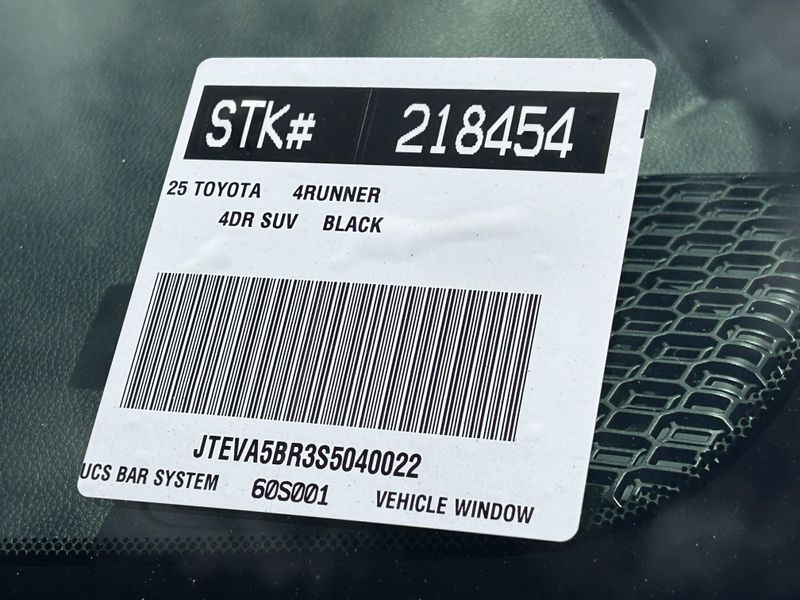 STK# 218454
25 TOYOTA 4RUNNER
4DR SUV BLACK
JTEVA5BR3S5040022
UCS BAR SYSTEM 60S001 VEHICLE WINDOW